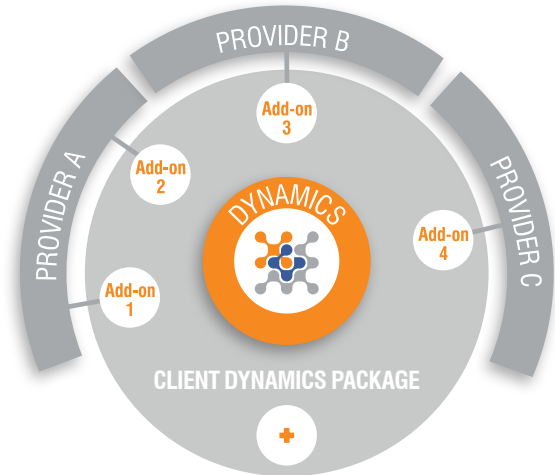 PROVIDER B
PROVIDER A
PROVIDER C
Add-on
3
Add-on
2
DYNAMICS
Add-on
4
Add-on
1
CLIENT DYNAMICS PACKAGE
+